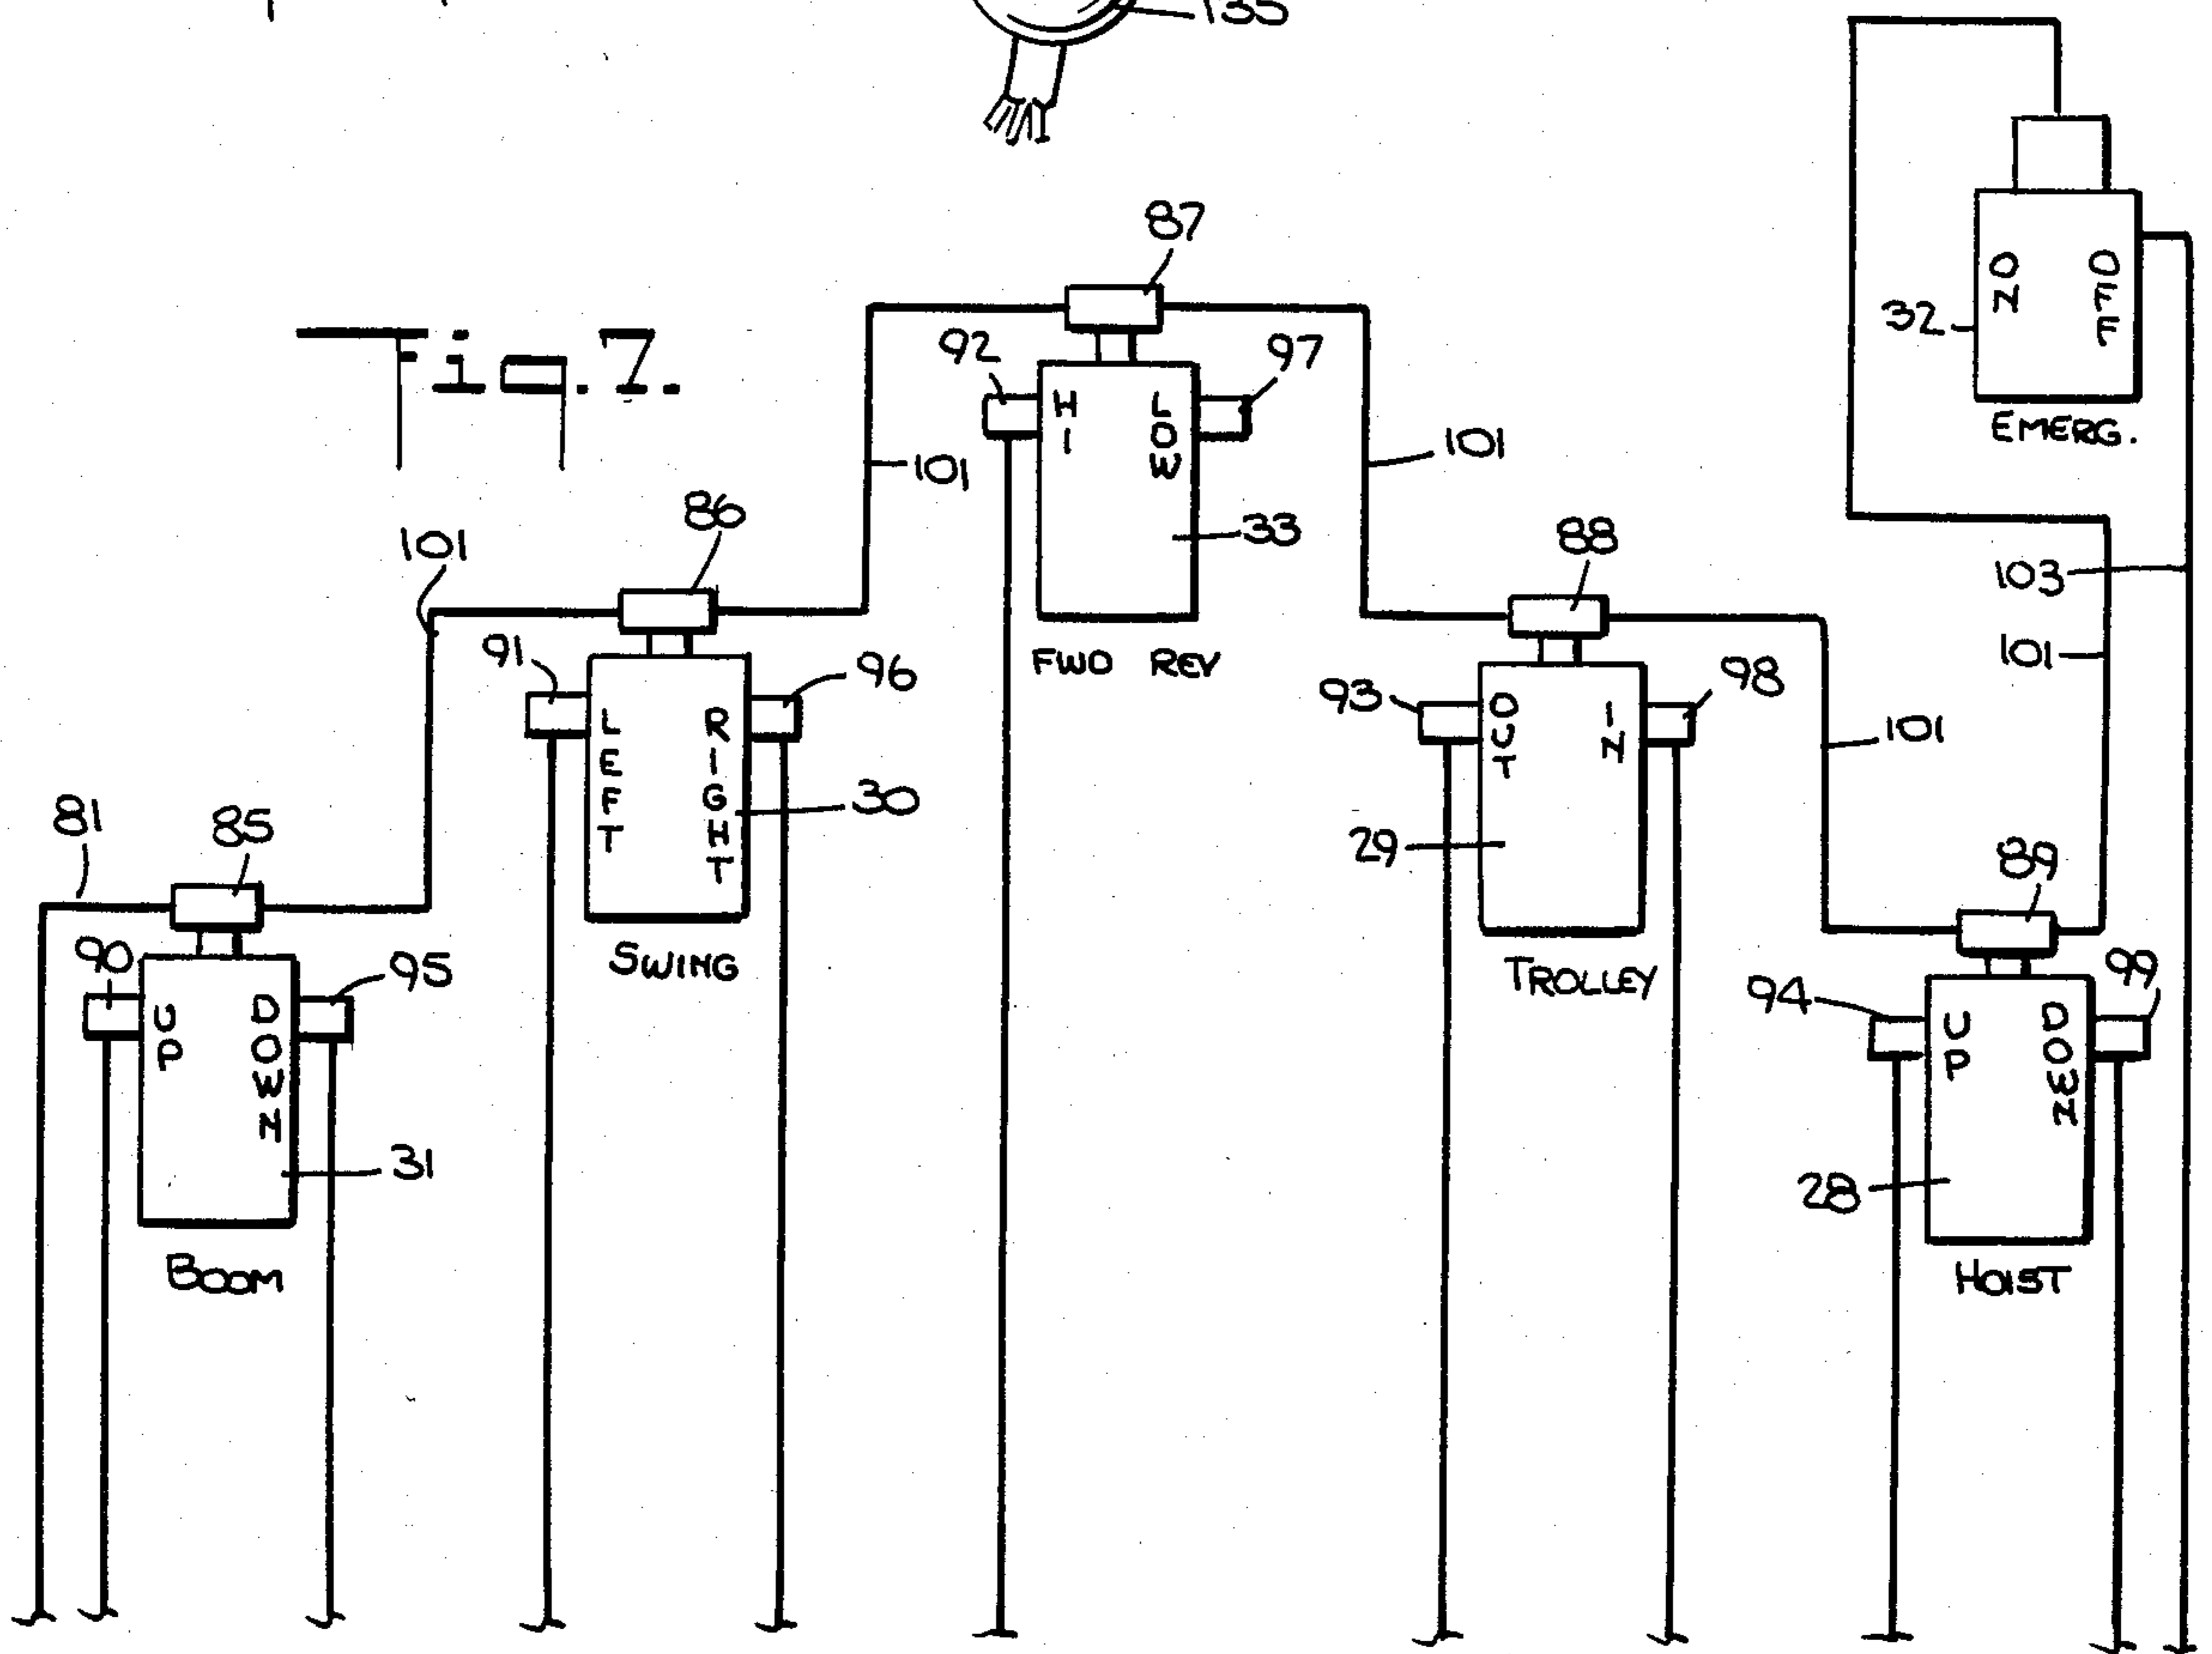 135
87
Fig. 7.
92
97
HI
LOW
101
101
33
FWD REV
ON
OFF
32
EMERG.
103
101
86
101
91
96
LEFT
RIGHT
30
SWING
88
93
98
OUT
IN
29
101
TROLLEY
81
85
90
95
UP
DOWN
31
BOOM
89
94
99
UP
DOWN
28
HOIST